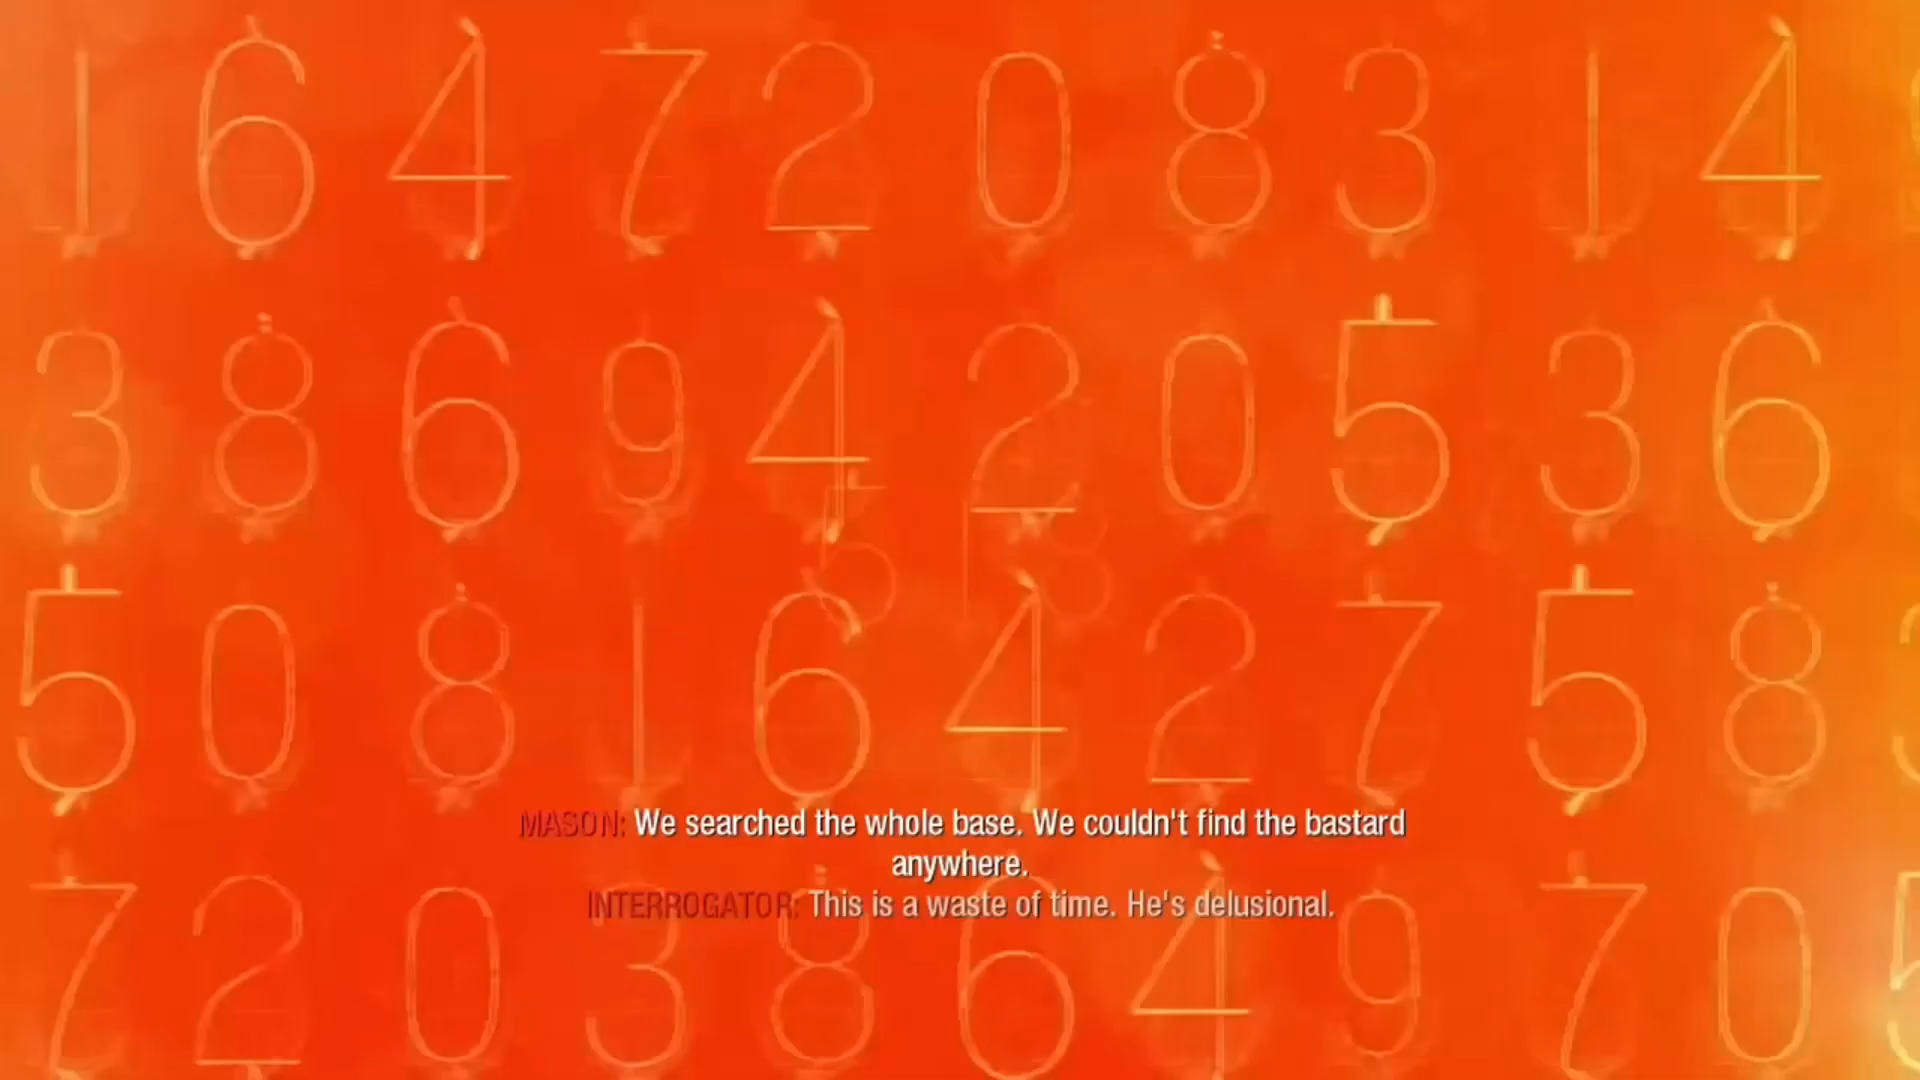 1 6 4 7 2 0 8 3 1 4
3 8 6 9 4 2 0 5 3 6
5 0 8 1 6 4 2 7 5 8
MASON: We searched the whole base. We couldn't find the bastard
anywhere.
INTERROGATOR: This is a waste of time. He's delusional.
7 2 0 3 8 6 4 9 7 0 5